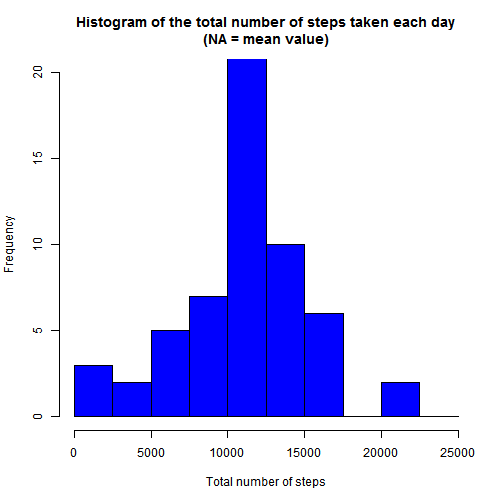 Histogram of the total number of steps taken each day
(NA = mean value)
20
15
10
5
0
Frequency
0 5000 10000 15000 20000 25000
Total number of steps